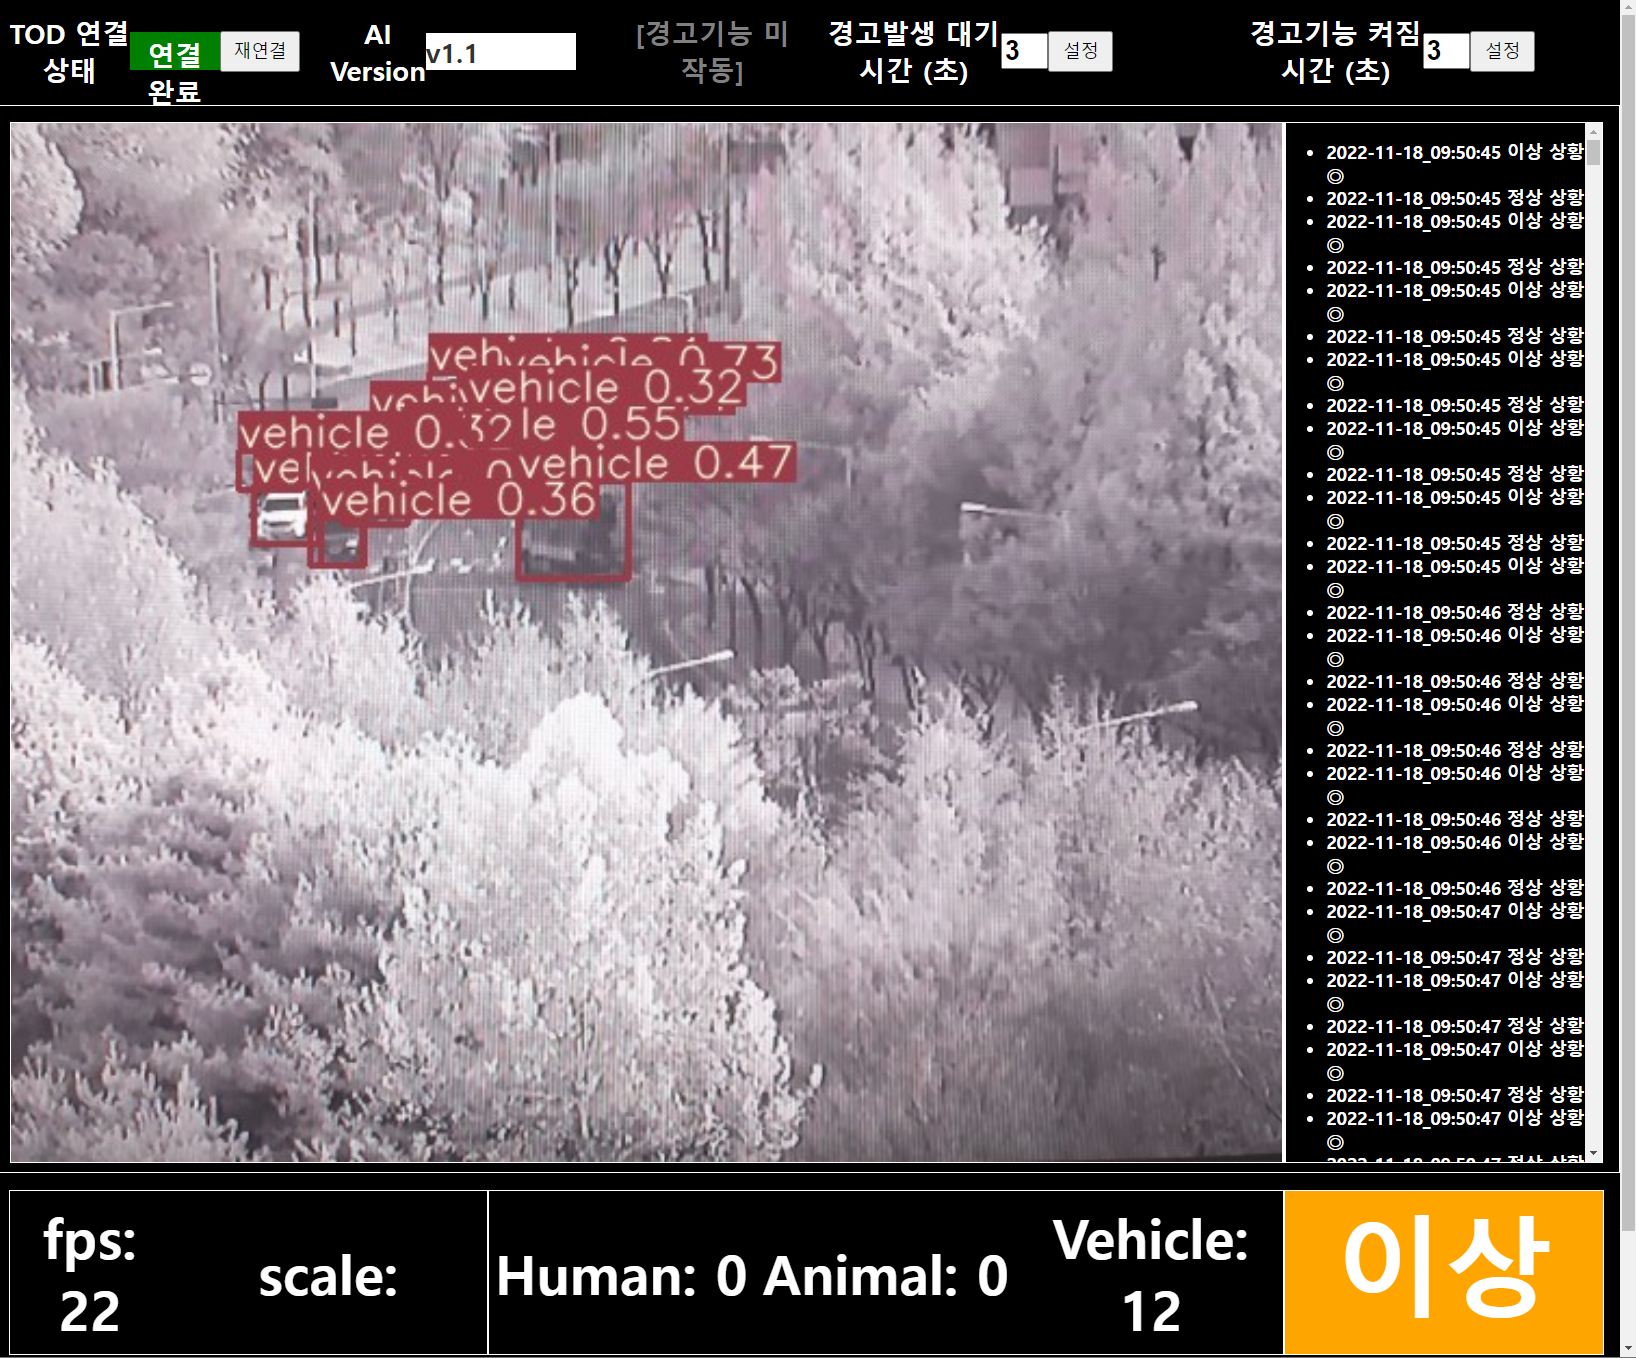 TOD 연결
상태
연결
완료
재연결
AI
Version
v1.1
[경고기능 미
작동]
경고발생 대기
시간 (초)
3
설정
경고기능 켜짐
시간 (초)
3
설정
vehicle 0.73
vehicle 0.32
vehicle 0.32
le 0.55
vehicle 0.47
vehicle 0.36
2022-11-18_09:50:45 이상 상황
◎
2022-11-18_09:50:45 정상 상황
2022-11-18_09:50:45 이상 상황
◎
2022-11-18_09:50:45 정상 상황
2022-11-18_09:50:45 이상 상황
◎
2022-11-18_09:50:45 정상 상황
2022-11-18_09:50:45 이상 상황
◎
2022-11-18_09:50:45 정상 상황
2022-11-18_09:50:45 이상 상황
◎
2022-11-18_09:50:45 정상 상황
2022-11-18_09:50:45 이상 상황
◎
2022-11-18_09:50:45 정상 상황
2022-11-18_09:50:45 이상 상황
◎
2022-11-18_09:50:46 정상 상황
2022-11-18_09:50:46 이상 상황
◎
2022-11-18_09:50:46 정상 상황
2022-11-18_09:50:46 이상 상황
◎
2022-11-18_09:50:46 정상 상황
2022-11-18_09:50:46 이상 상황
◎
2022-11-18_09:50:46 정상 상황
2022-11-18_09:50:46 이상 상황
◎
2022-11-18_09:50:46 정상 상황
2022-11-18_09:50:47 이상 상황
◎
2022-11-18_09:50:47 정상 상황
2022-11-18_09:50:47 이상 상황
◎
2022-11-18_09:50:47 정상 상황
2022-11-18_09:50:47 이상 상황
◎
2022-11-18_09:50:47 정상 상황
2022-11-18_09:50:47 이상 상황
◎
fps:
22
scale:
Human: 0 Animal: 0
Vehicle:
12
이상